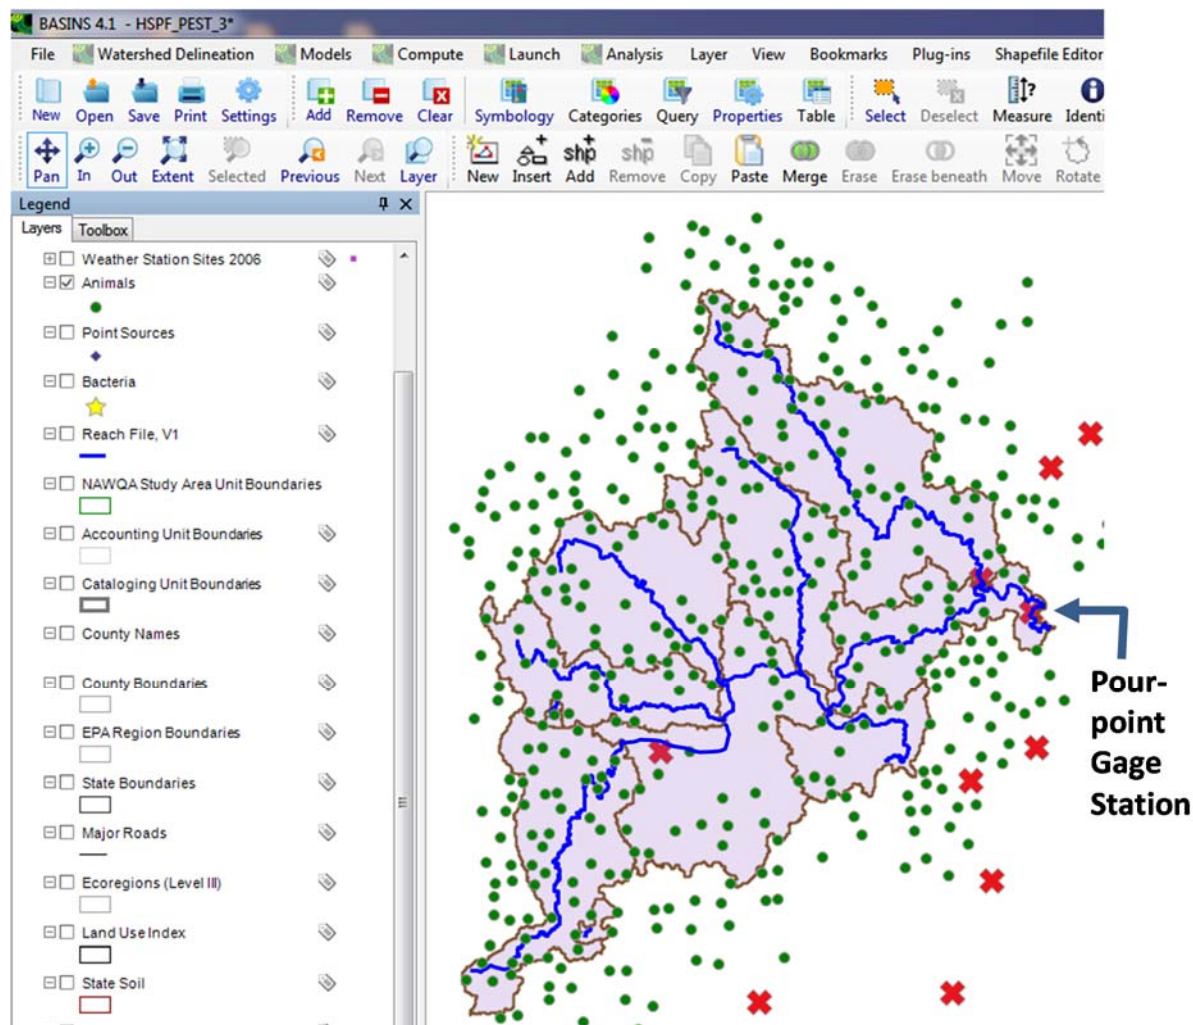 BASINS 4.1 - HSPF_PEST_3*
File Watershed Delineation Models Compute Launch Analysis Layer View Bookmarks Plug-ins Shapefile Editor
New Open Save Print Settings Add Remove Clear Symbology Categories Query Properties Table Select Deselect Measure Identi
Pan In Out Extent Selected Previous Next Layer New Insert shp Add shp Remove Copy Paste Merge Erase Erase beneath Move Rotate
Legend
Layers Toolbox
Weather Station Sites 2006
Animals
Point Sources
Bacteria
Reach File, V1
NAWQA Study Area Unit Boundaries
Accounting Unit Boundaries
Cataloging Unit Boundaries
County Names
County Boundaries
EPA Region Boundaries
State Boundaries
Major Roads
Ecoregions (Level III)
Land Use Index
State Soil
Pour-
point
Gage
Station